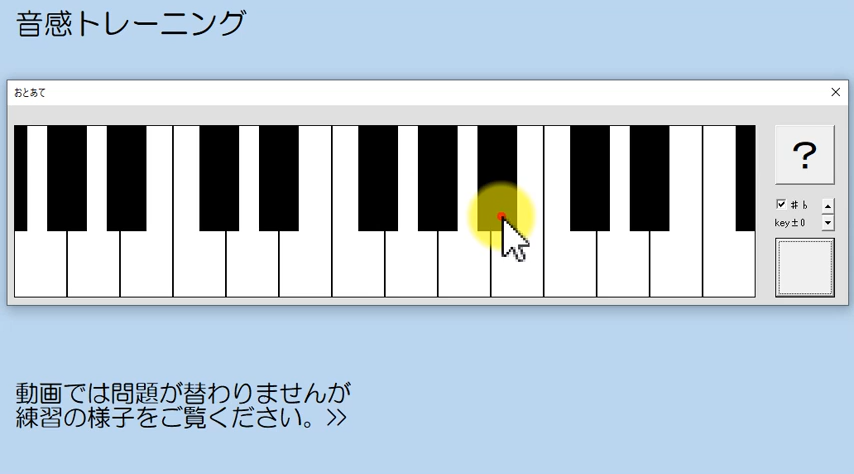 音感トレーニング
おとあて
?
♯♭
key±0
動画では問題が替わりませんが
練習の様子をご覧ください。>>